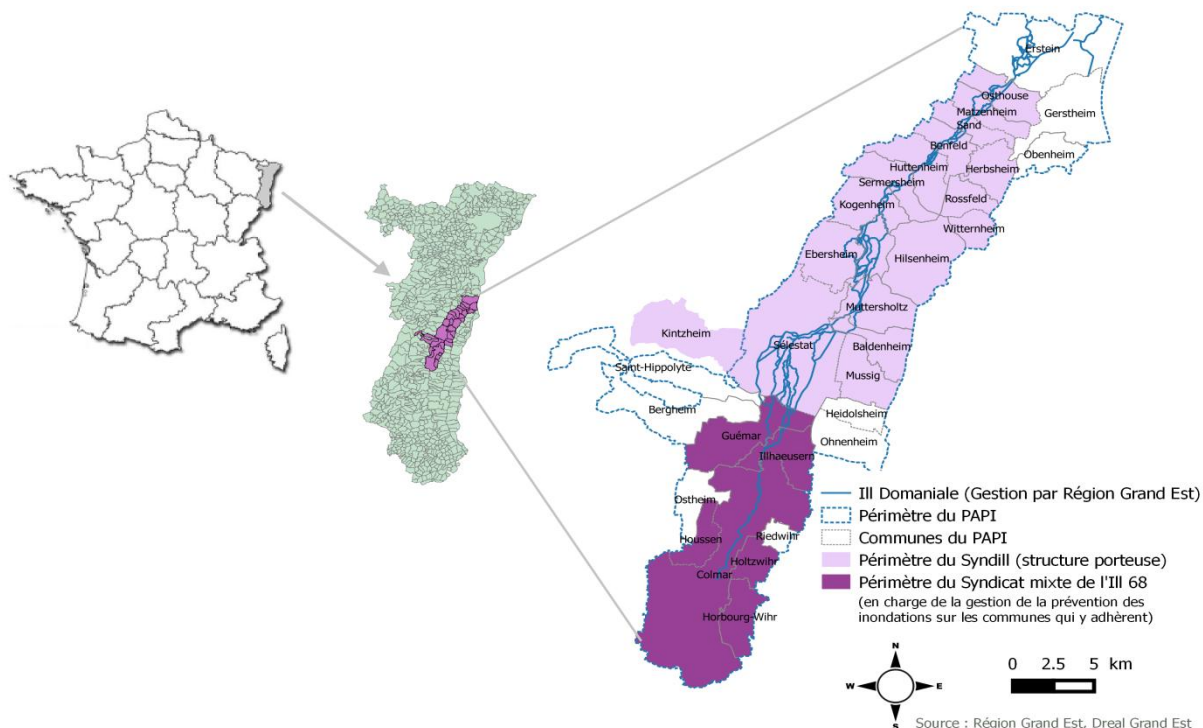 Erstein
Osthouse
Matzenheim
Gerstheim
Sand
Benfeld
Obenheim
Huttenheim
Herbsheim
Sermersheim
Rossfeld
Kogenheim
Witternheim
Ebersheim
Hilsenheim
Muttersholtz
Kintzheim
Sélestat
Baldenheim
Saint-Hippolyte
Mussig
Bergheim
Heidolsheim
Guémar
Ohnenheim
Illhaeusern
Ostheim
Riedwihr
Houssen
Holtzwihr
Colmar
Horbourg-Wihr
Ill Domaniale (Gestion par Région Grand Est)
Périmètre du PAPI
Communes du PAPI
Périmètre du Syndill (structure porteuse)
Périmètre du Syndicat mixte de l'Ill 68
(en charge de la gestion de la prévention des
inondations sur les communes qui y adhèrent)
N
W E
S
0 2.5 5 km
Source : Région Grand Est, Dreal Grand Est